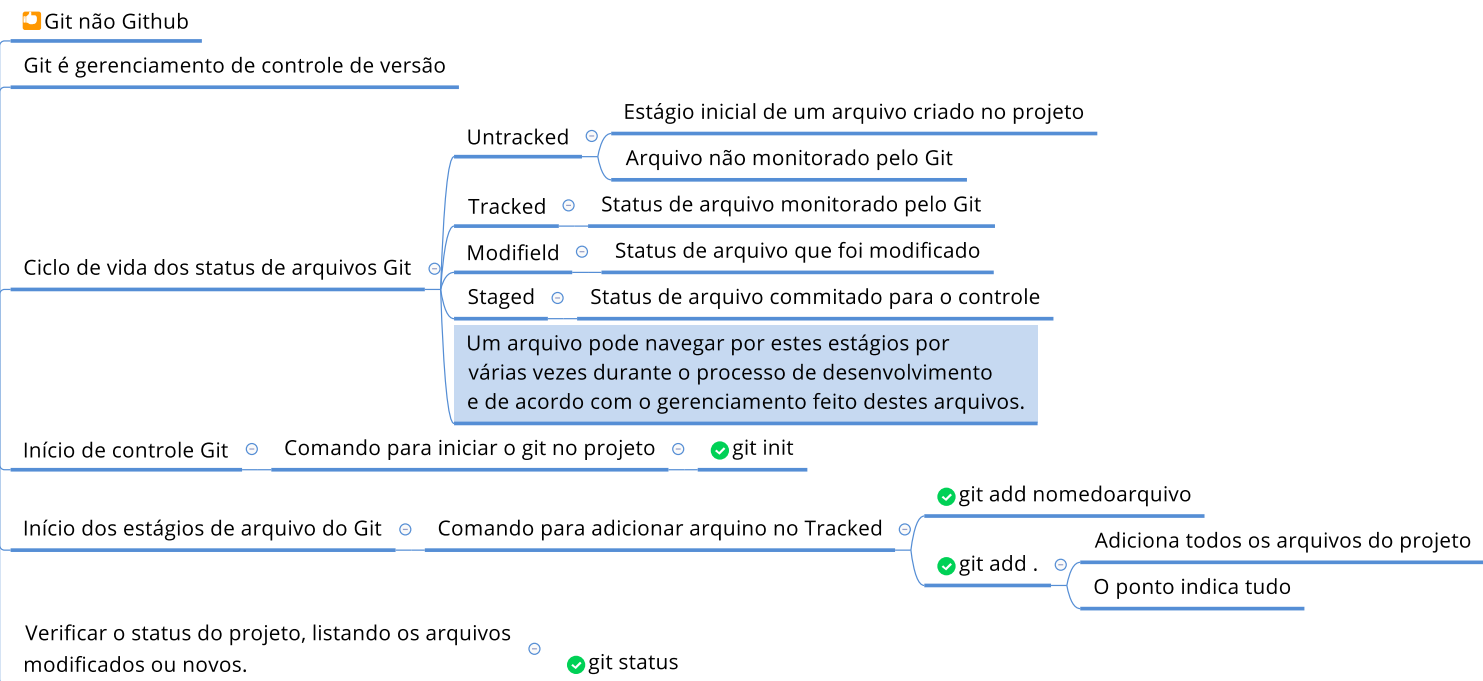 Git não Github
Git é gerenciamento de controle de versão
Ciclo de vida dos status de arquivos Git
Untracked
Estágio inicial de um arquivo criado no projeto
Arquivo não monitorado pelo Git
Tracked
Status de arquivo monitorado pelo Git
Modifield
Status de arquivo que foi modificado
Staged
Status de arquivo commitado para o controle
Um arquivo pode navegar por estes estágios por
várias vezes durante o processo de desenvolvimento
e de acordo com o gerenciamento feito destes arquivos.
Início de controle Git
Comando para iniciar o git no projeto
git init
Início dos estágios de arquivo do Git
Comando para adicionar arquino no Tracked
git add nomedoarquivo
git add .
Adiciona todos os arquivos do projeto
O ponto indica tudo
Verificar o status do projeto, listando os arquivos
modificados ou novos.
git status